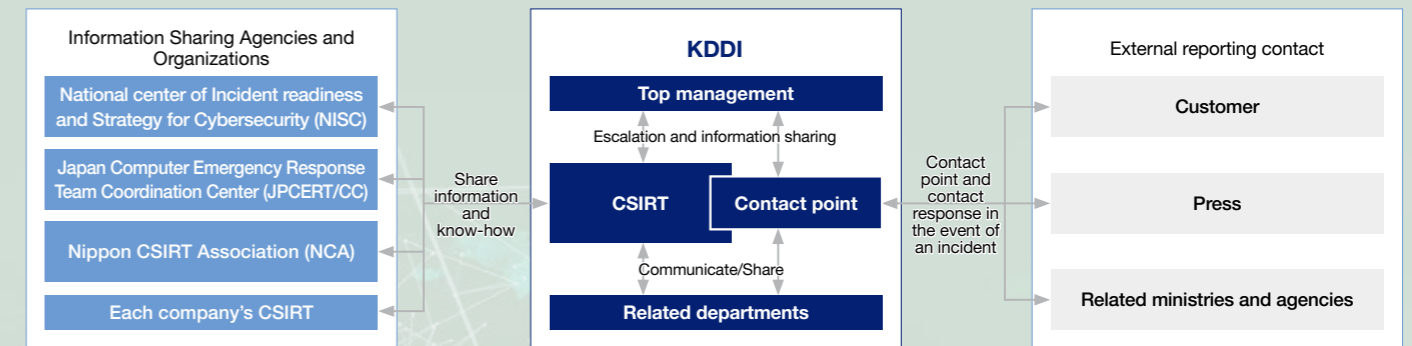 Information Sharing Agencies and
Organizations
National center of Incident readiness
and Strategy for Cybersecurity (NISC)
Japan Computer Emergency Response
Team Coordination Center (JPCERT/CC)
Nippon CSIRT Association (NCA)
Each company's CSIRT
Share
information
and
know-how
KDDI
Top management
Escalation and information sharing
CSIRT
Contact point
Communicate/Share
Related departments
Contact
point and
contact
response in
the event of
an incident
External reporting contact
Customer
Press
Related ministries and agencies